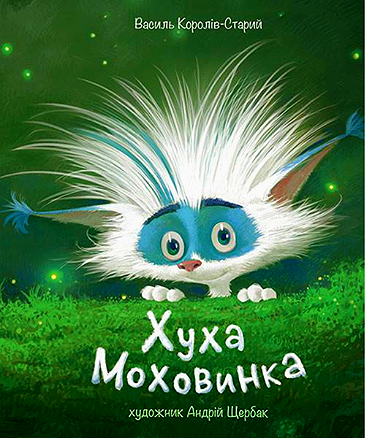 Василь Королів-Старий
Хуха
Моховинка
художник Андрій Щербак